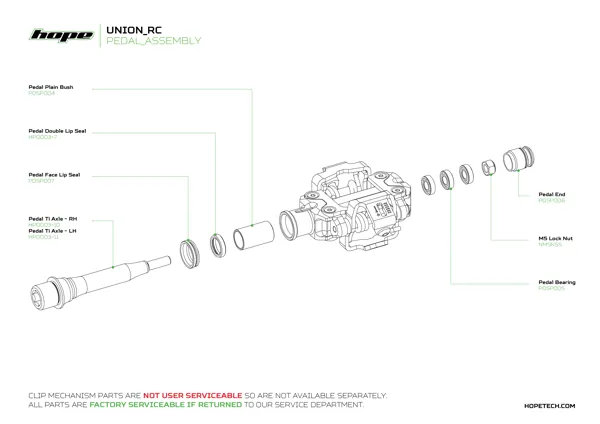 hope
UNION_RC
PEDAL_ASSEMBLY
Pedal Plain Bush
Pedal Double Lip Seal
Pedal Face Lip Seal
Pedal Ti Axle - RH
Pedal Ti Axle - LH
Pedal End
M5 Lock Nut
Pedal Bearing
CLIP MECHANISM PARTS ARE NOT USER SERVICEABLE SO ARE NOT AVAILABLE SEPARATELY.
ALL PARTS ARE FACTORY SERVICEABLE IF RETURNED TO OUR SERVICE DEPARTMENT.
HOPETECH.COM